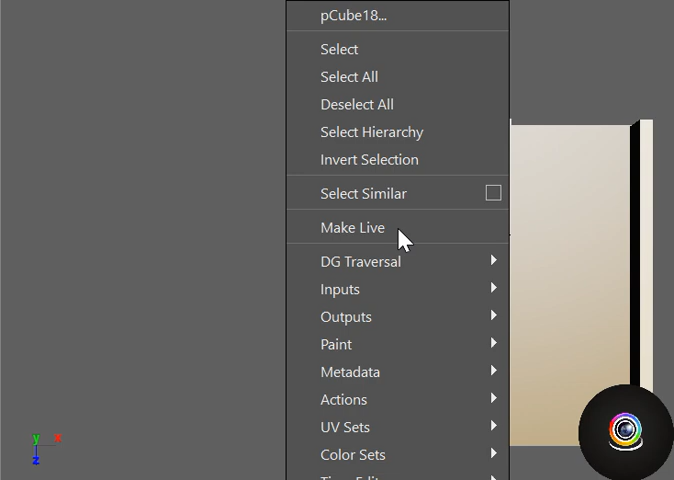 pCube18...
Select
Select All
Deselect All
Select Hierarchy
Invert Selection
Select Similar
Make Live
DG Traversal
Inputs
Outputs
Paint
Metadata
Actions
UV Sets
Color Sets
y x
z